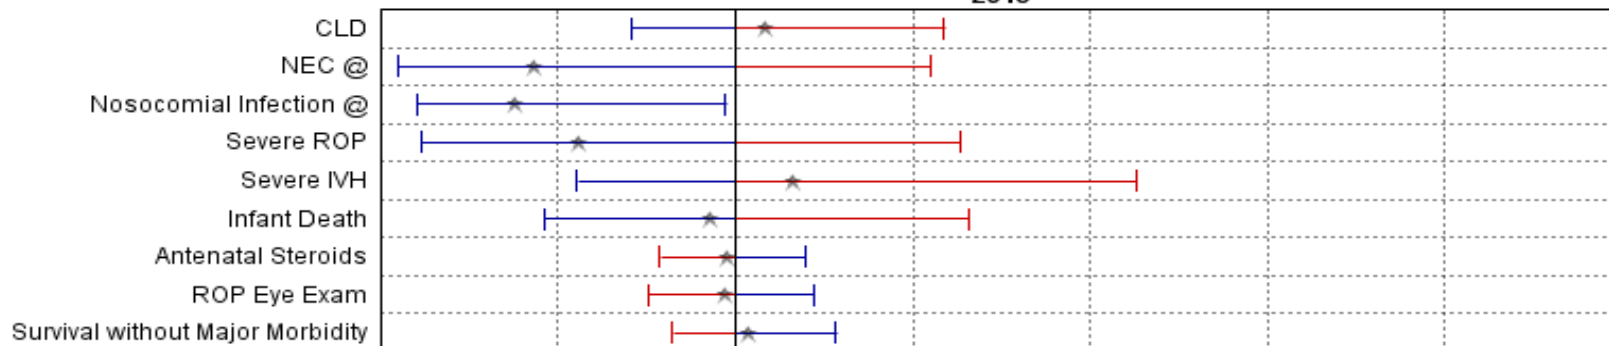 CLD
NEC @
Nosocomial Infection @
Severe ROP
Severe IVH
Infant Death
Antenatal Steroids
ROP Eye Exam
Survival without Major Morbidity